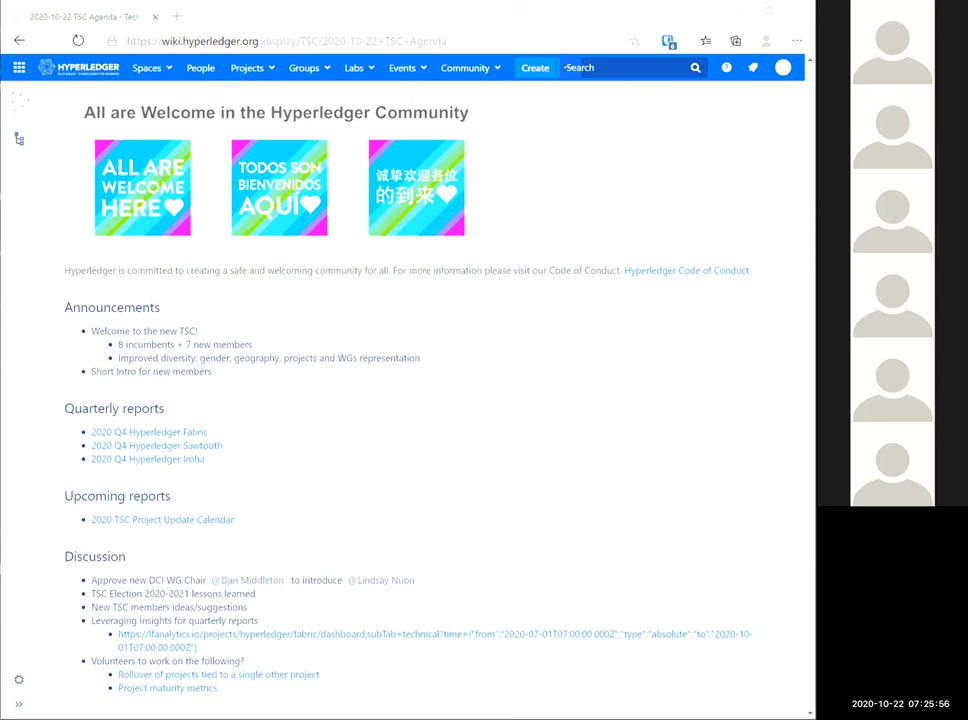 2020-10-22 TSC Agenda - Tech
https://wiki.hyperledger.org/display/TSC/2020-10-22+TSC+Agenda
HYPERLEDGER Spaces People Projects Groups Labs Events Community Create Search
All are Welcome in the Hyperledger Community
ALL ARE
WELCOME
HERE
TODOS SON
BIENVENIDOS
AQUÍ
诚挚欢迎各位
的到来
Hyperledger is committed to creating a safe and welcoming community for all. For more information please visit our Code of Conduct: Hyperledger Code of Conduct
Announcements
Welcome to the new TSC!
8 incumbents + 7 new members
Improved diversity: gender, geography, projects and WGs representation
Short Intro for new members
Quarterly reports
2020 Q4 Hyperledger Fabric
2020 Q4 Hyperledger Sawtooth
2020 Q4 Hyperledger Iroha
Upcoming reports
2020 TSC Project Update Calendar
Discussion
Approve new DCI WG Chair @Dan Middleton to introduce @Lindsay Nuon
TSC Election 2020-2021 lessons learned
New TSC members ideas/suggestions
Leveraging Insights for quarterly reports
https://lfanalytics.io/projects/hyperledger/fabric/dashboard;subTab=technical?time={"from":"2020-07-01T07:00:00.000Z","type":"absolute","to":"2020-10-
01T07:00:00.000Z"}
Volunteers to work on the following?
Rollover of projects tied to a single other project
Project maturity metrics
2020-10-22 07:25:56